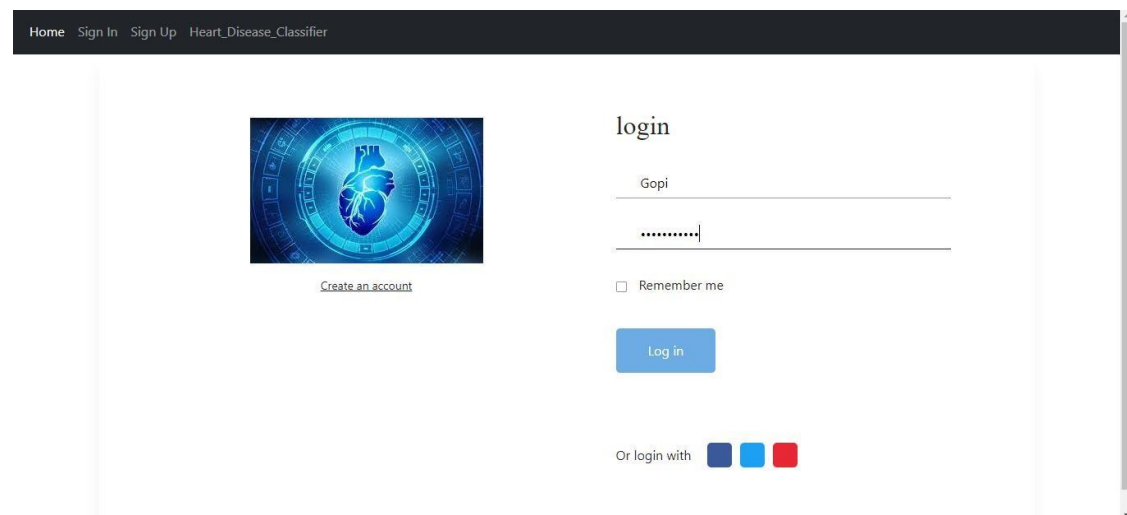 Home Sign In Sign Up Heart_Disease_Classifier
login
Gopi
•••••••••••
Create an account
Remember me
Log in
Or login with